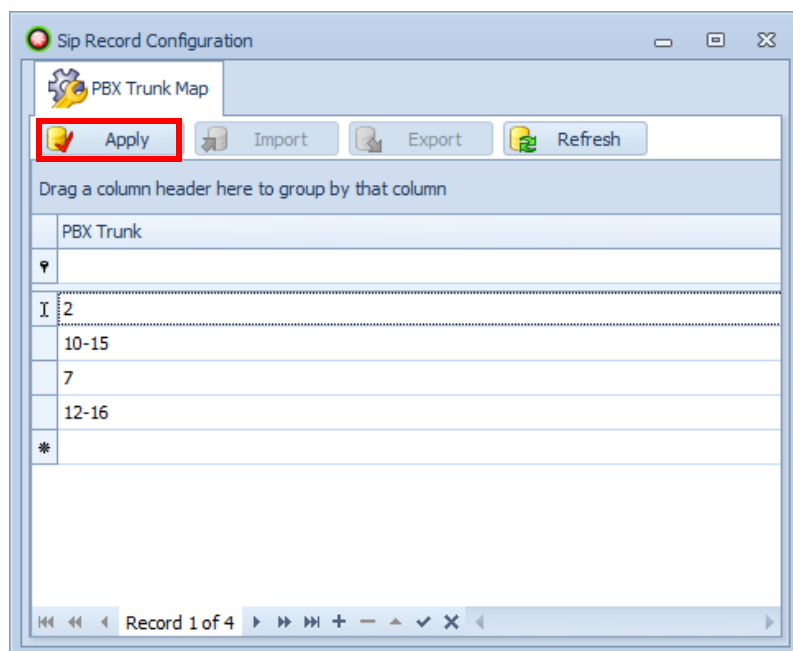 Sip Record Configuration
PBX Trunk Map
Apply Import Export Refresh
Drag a column header here to group by that column
PBX Trunk
2
10-15
7
12-16
Record 1 of 4